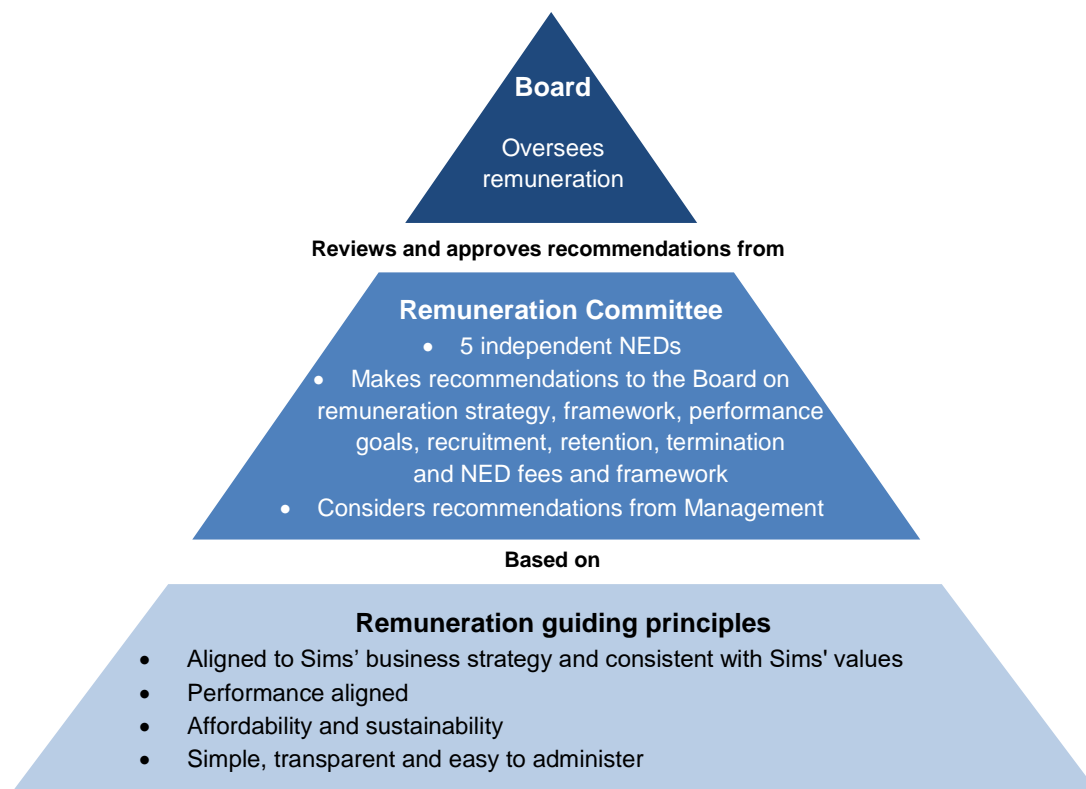 Board
Oversees
remuneration
Reviews and approves recommendations from
Remuneration Committee
• 5 independent NEDs
• Makes recommendations to the Board on
remuneration strategy, framework, performance
goals, recruitment, retention, termination
and NED fees and framework
• Considers recommendations from Management
Based on
Remuneration guiding principles
• Aligned to Sims’ business strategy and consistent with Sims' values
• Performance aligned
• Affordability and sustainability
• Simple, transparent and easy to administer